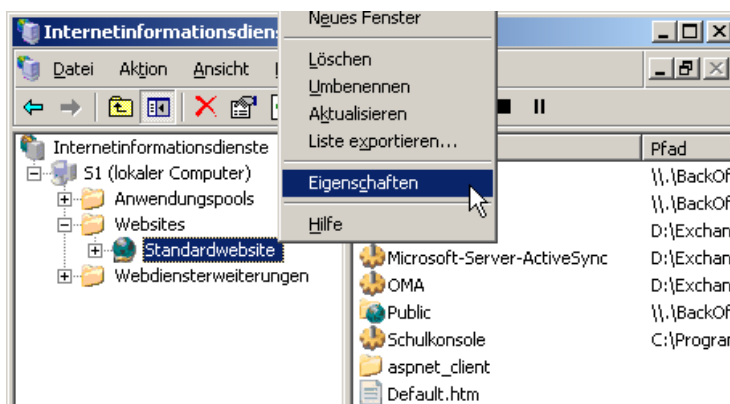 Neues Fenster
Internetinformationsdien
Datei Aktion Ansicht
Löschen
Umbenennen
Aktualisieren
Liste exportieren...
Eigenschaften
Hilfe
Internetinformationsdienste
S1 (lokaler Computer)
Anwendungspools
Websites
Standardwebsite
Webdiensterweiterungen
Pfad
\\.\BackOf
\\.\BackOf
D:\Exchan
Microsoft-Server-ActiveSync D:\Exchan
OMA D:\Exchan
Public \\.\BackOf
Schulkonsole C:\Program
aspnet_client
Default.htm